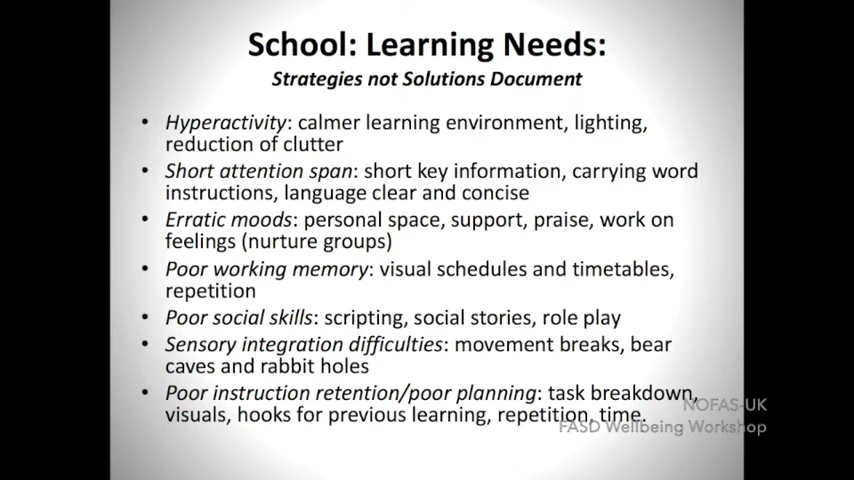 School: Learning Needs:
Strategies not Solutions Document
• Hyperactivity: calmer learning environment, lighting,
reduction of clutter
• Short attention span: short key information, carrying word
instructions, language clear and concise
• Erratic moods: personal space, support, praise, work on
feelings (nurture groups)
• Poor working memory: visual schedules and timetables,
repetition
• Poor social skills: scripting, social stories, role play
• Sensory integration difficulties: movement breaks, bear
caves and rabbit holes
• Poor instruction retention/poor planning: task breakdown,
visuals, hooks for previous learning, repetition, time.
NOFAS-UK
FASD Wellbeing Workshop